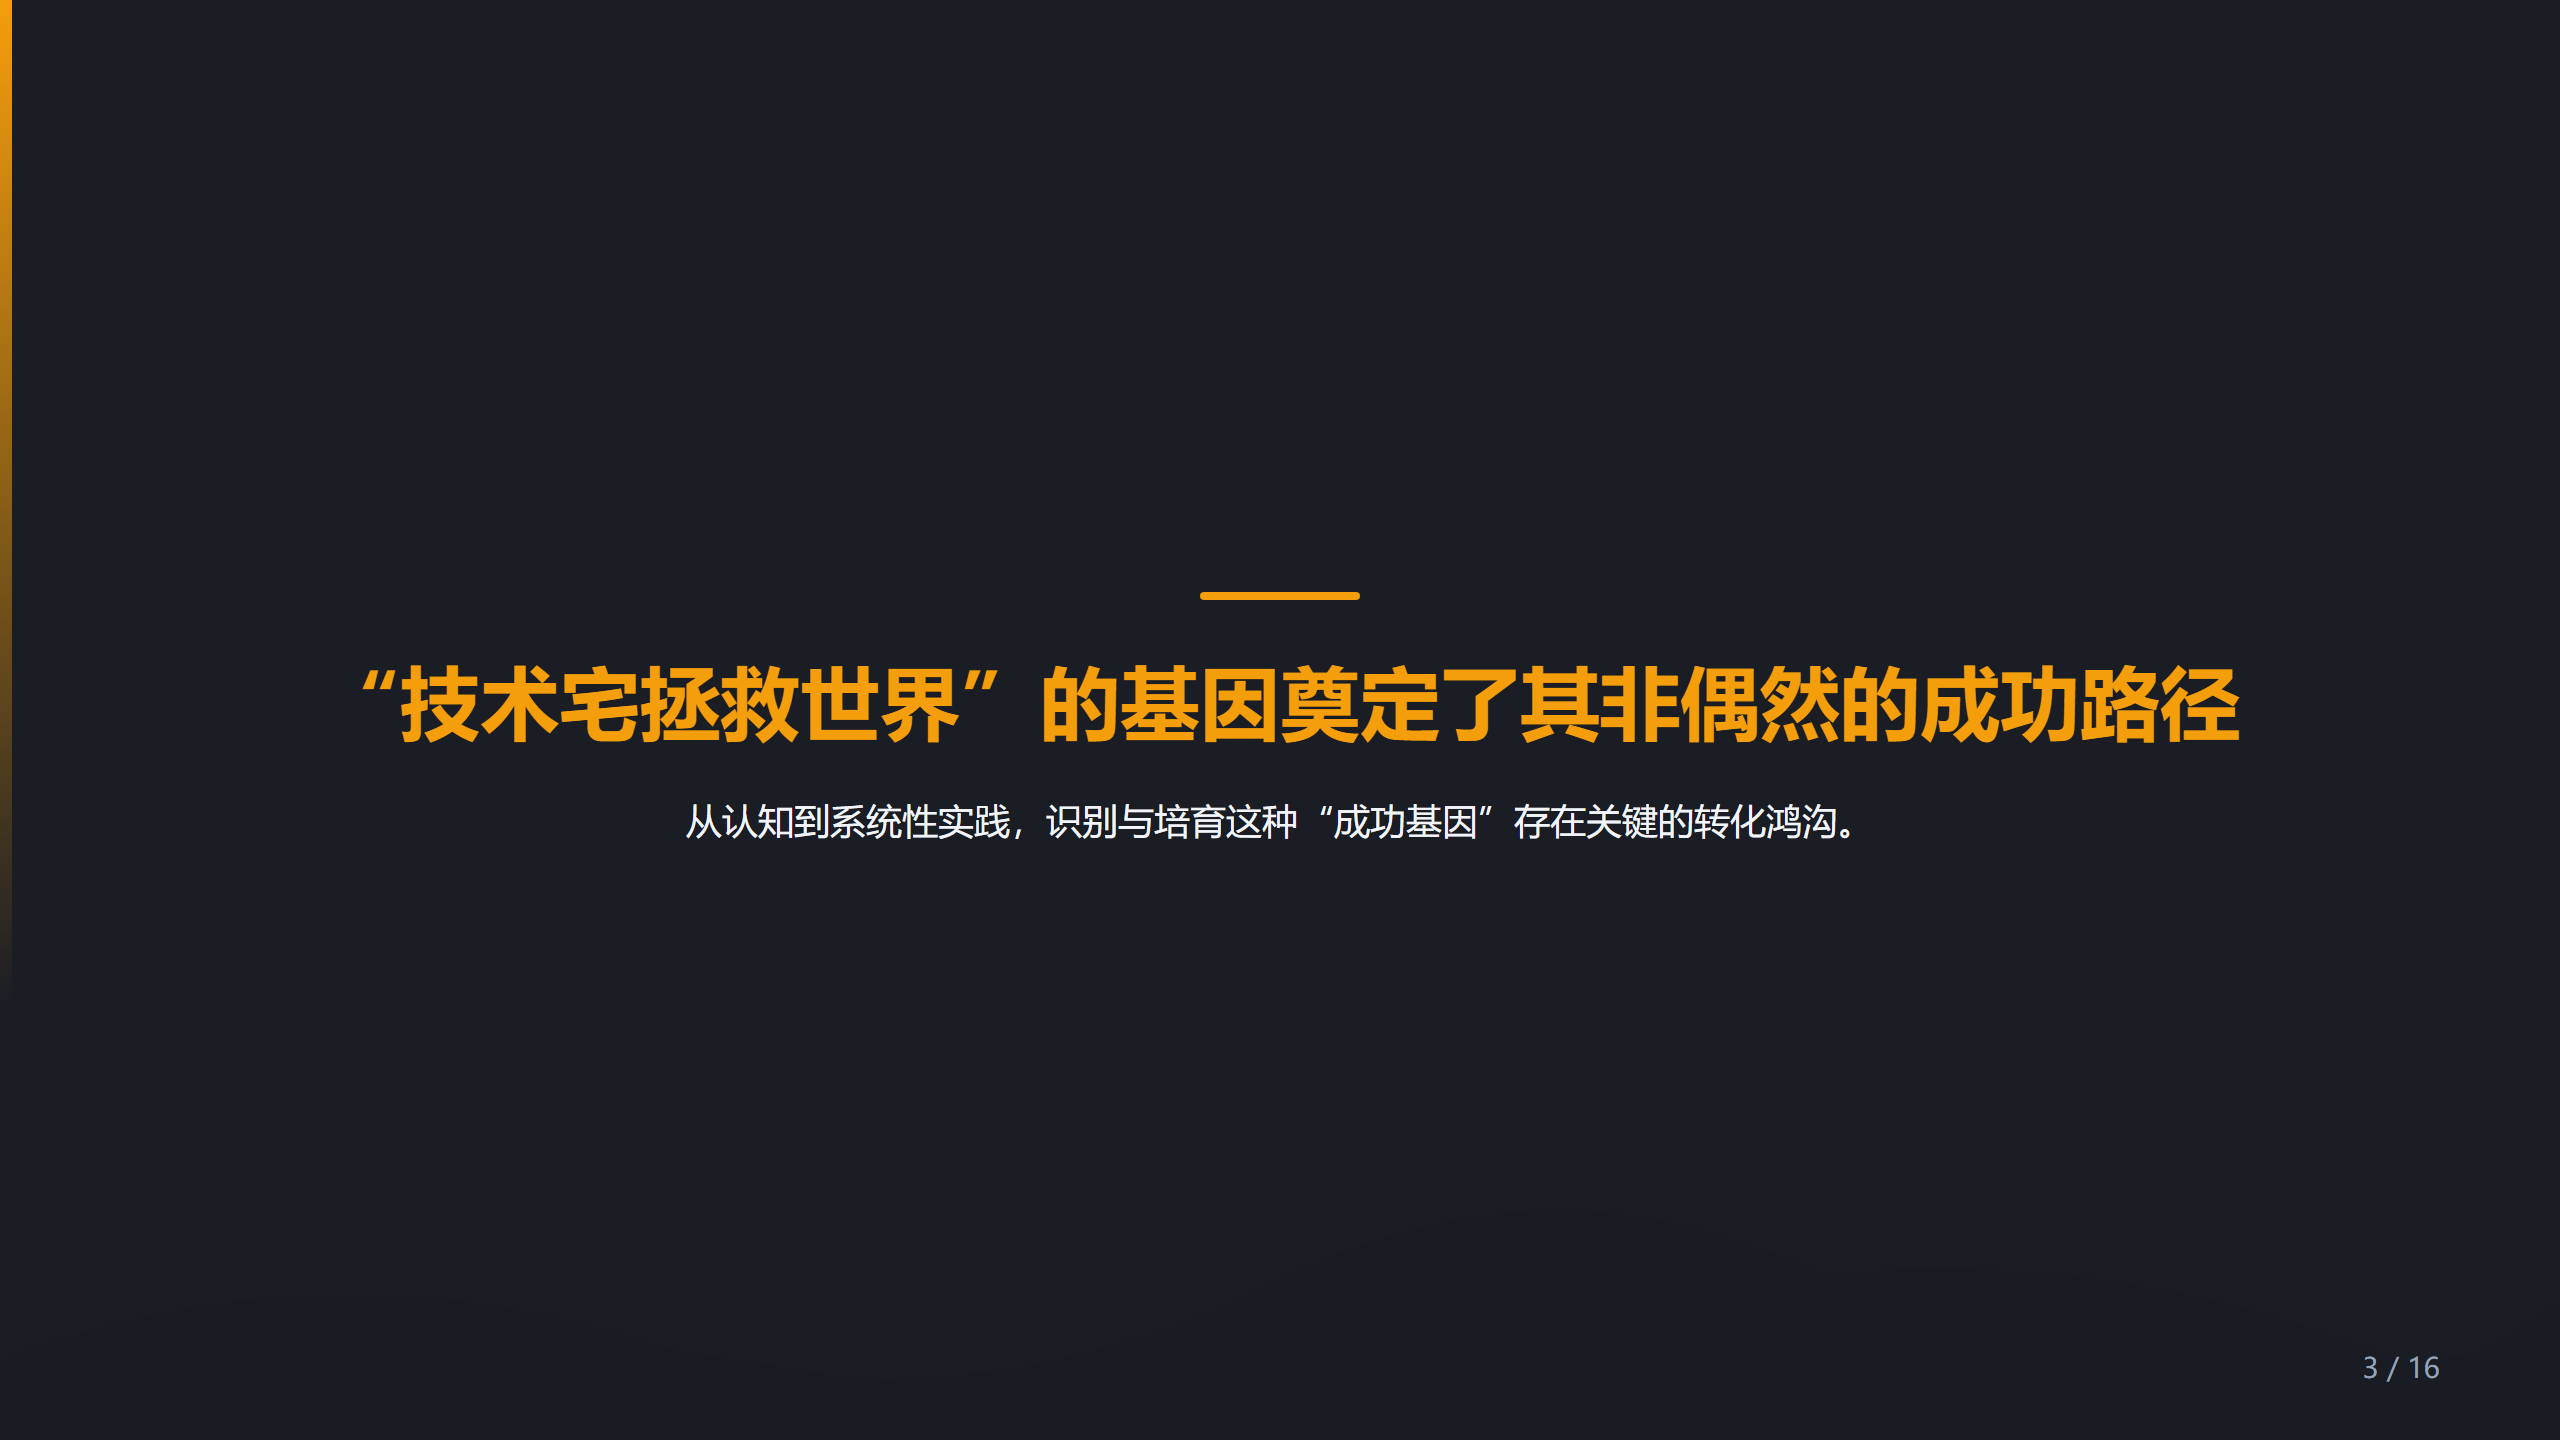 “技术宅拯救世界”的基因奠定了其非偶然的成功路径
从认知到系统性实践，识别与培育这种“成功基因”存在关键的转化鸿沟。
3 / 16